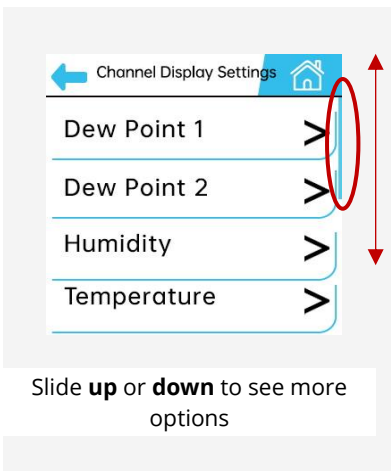 Channel Display Settings
Dew Point 1 >
Dew Point 2 >
Humidity >
Temperature >
Slide up or down to see more
options